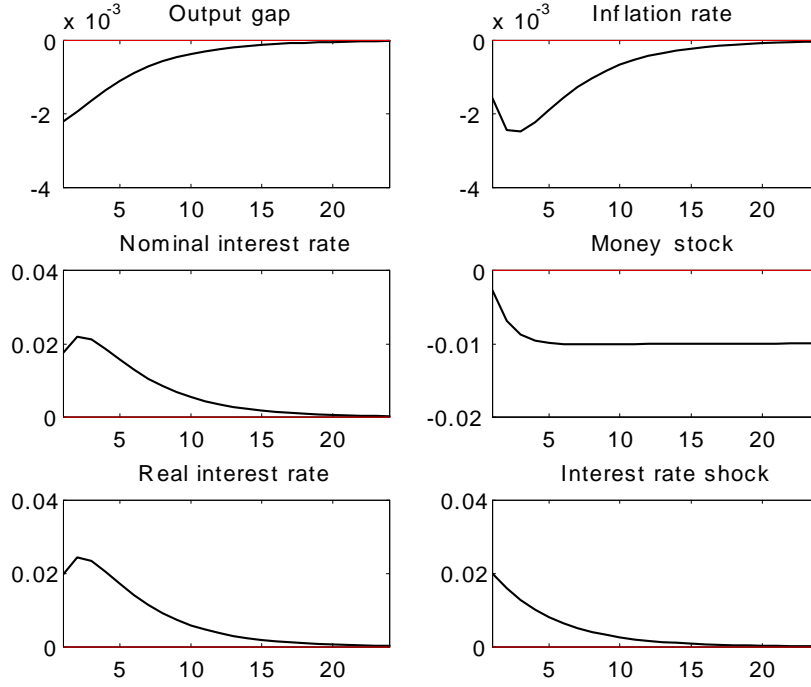 x 10-3 Output gap x 10-3 Inflation rate
0 0
-2 -2
-4 -4
5 10 15 20 5 10 15 20
Nominal interest rate Money stock
0.04 0
0.02 -0.01
0 -0.02
5 10 15 20 5 10 15 20
Real interest rate Interest rate shock
0.04 0.04
0.02 0.02
0 0
5 10 15 20 5 10 15 20